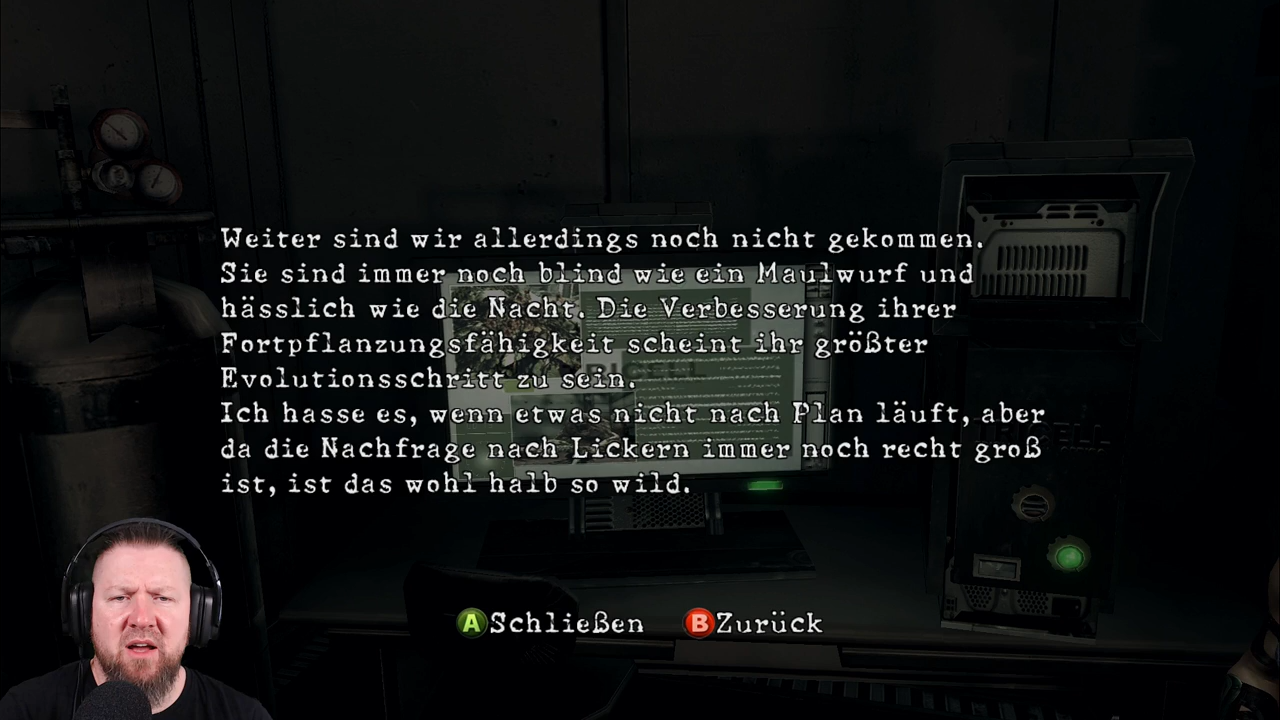 Weiter sind wir allerdings noch nicht gekommen.
Sie sind immer noch blind wie ein Maulwurf und
hässlich wie die Nacht. Die Verbesserung ihrer
Fortpflanzungsfähigkeit scheint ihr größter
Evolutionsschritt zu sein.
Ich hasse es, wenn etwas nicht nach Plan läuft, aber
da die Nachfrage nach Lickern immer noch recht groß
ist, ist das wohl halb so wild.
A Schließen B Zurück